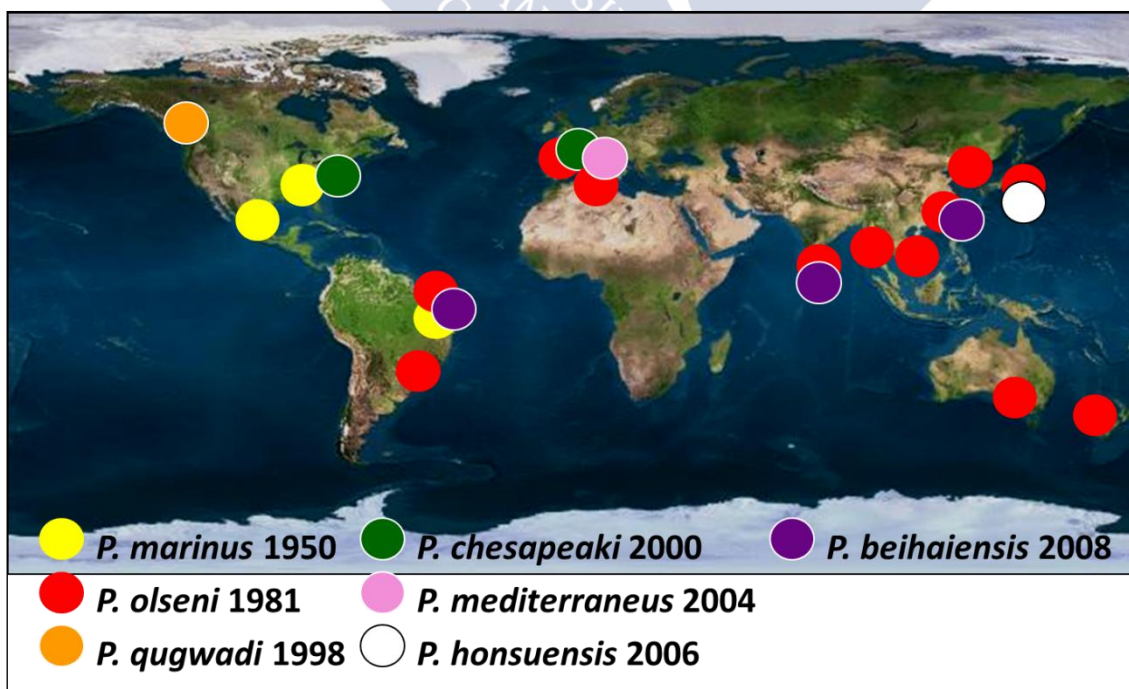 P. marinus 1950
P. chesapeaki 2000
P. beihaiensis 2008
P. olseni 1981
P. mediterraneus 2004
P. qugwadi 1998
P. honsuensis 2006